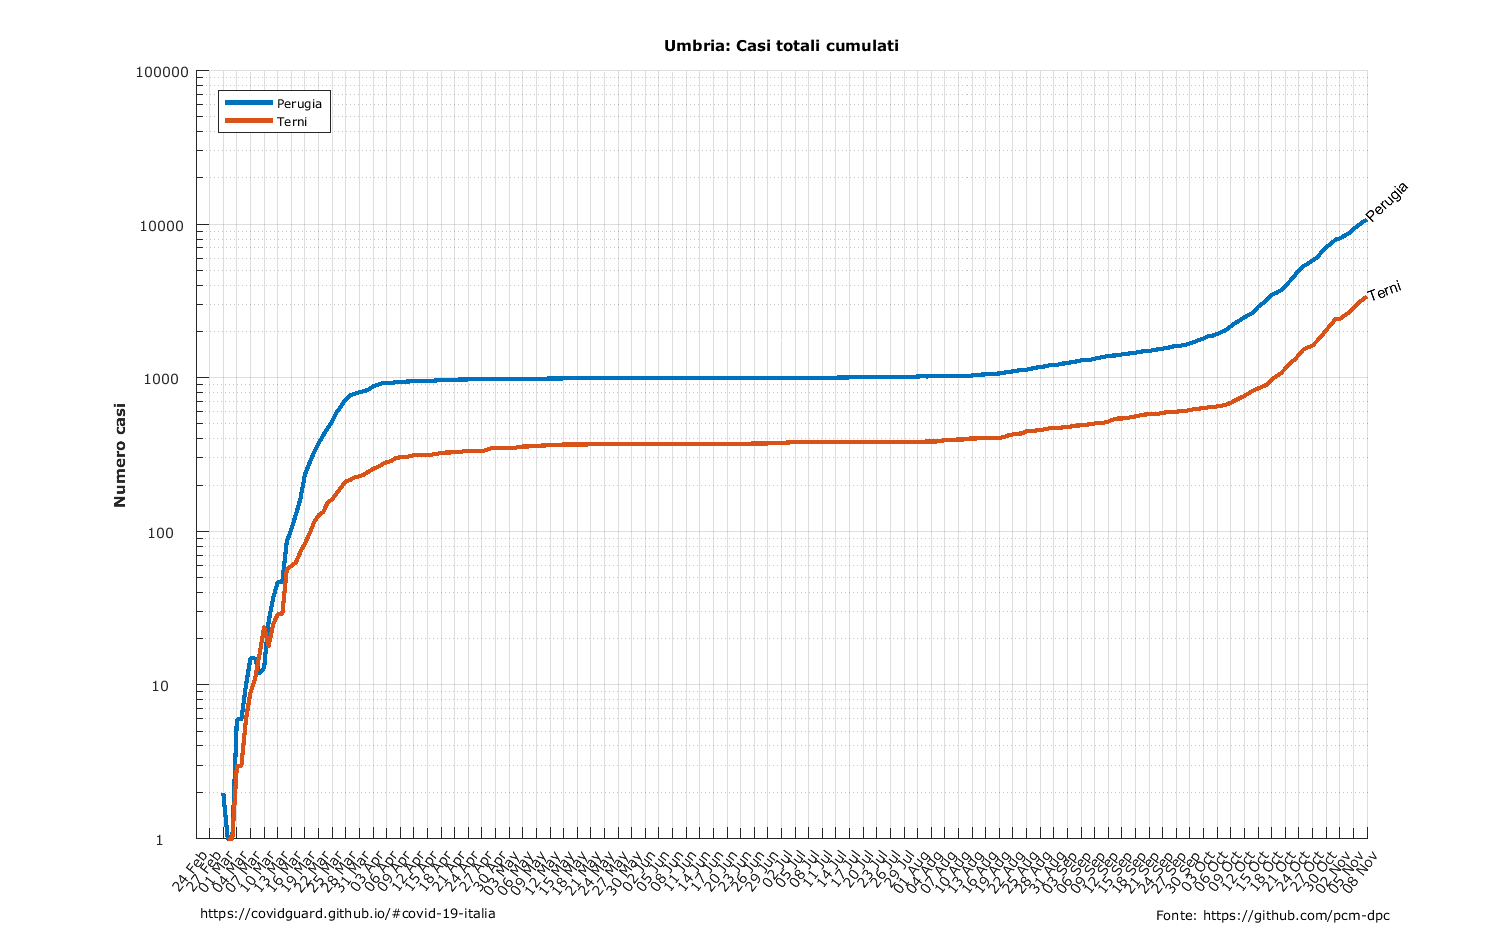 Umbria: Casi totali cumulati
Perugia
Terni
Numero casi
100000
10000
1000
100
10
1
Perugia
Terni
24 Feb
27 Feb
01 Mar
04 Mar
07 Mar
10 Mar
13 Mar
16 Mar
19 Mar
22 Mar
25 Mar
28 Mar
31 Mar
03 Apr
06 Apr
09 Apr
12 Apr
15 Apr
18 Apr
21 Apr
24 Apr
27 Apr
30 Apr
03 May
06 May
09 May
12 May
15 May
18 May
21 May
24 May
27 May
30 May
02 Jun
05 Jun
08 Jun
11 Jun
14 Jun
17 Jun
20 Jun
23 Jun
26 Jun
29 Jun
02 Jul
05 Jul
08 Jul
11 Jul
14 Jul
17 Jul
20 Jul
23 Jul
26 Jul
29 Jul
01 Aug
04 Aug
07 Aug
10 Aug
13 Aug
16 Aug
19 Aug
22 Aug
25 Aug
28 Aug
31 Aug
03 Sep
06 Sep
09 Sep
12 Sep
15 Sep
18 Sep
21 Sep
24 Sep
27 Sep
30 Sep
03 Oct
06 Oct
09 Oct
12 Oct
15 Oct
18 Oct
21 Oct
24 Oct
27 Oct
30 Oct
02 Nov
05 Nov
08 Nov
https://covidguard.github.io/#covid-19-italia
Fonte: https://github.com/pcm-dpc